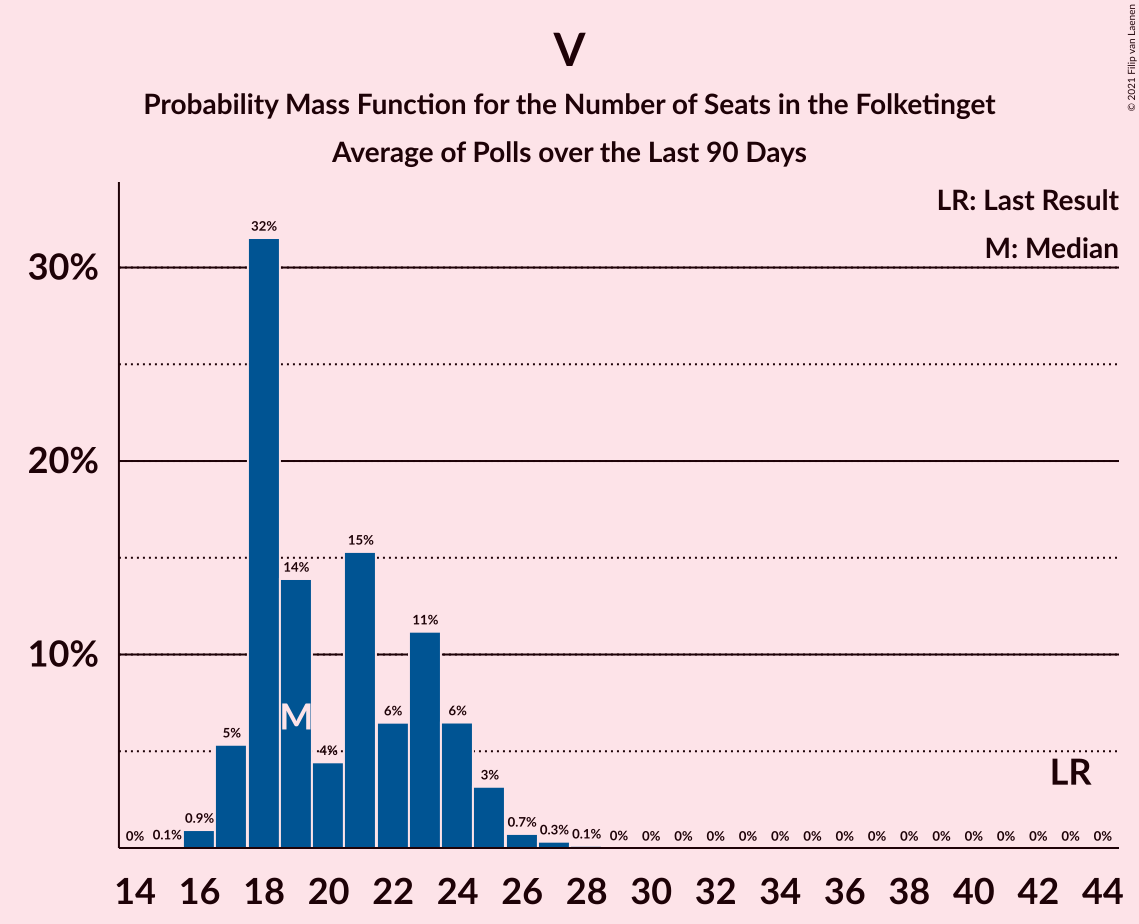 V
Probability Mass Function for the Number of Seats in the Folketinget
Average of Polls over the Last 90 Days
© 2021 Filip van Laenen
LR: Last Result
M: Median
30%
20%
10%
0% 0.1% 0.9% 5% 32% 14% 4% 15% 6% 11% 6% 3% 0.7% 0.3% 0.1% 0% 0% 0% 0% 0% 0% 0% 0% 0% 0% 0% 0% 0% 0% 0% 0%
M
LR
14 16 18 20 22 24 26 28 30 32 34 36 38 40 42 44